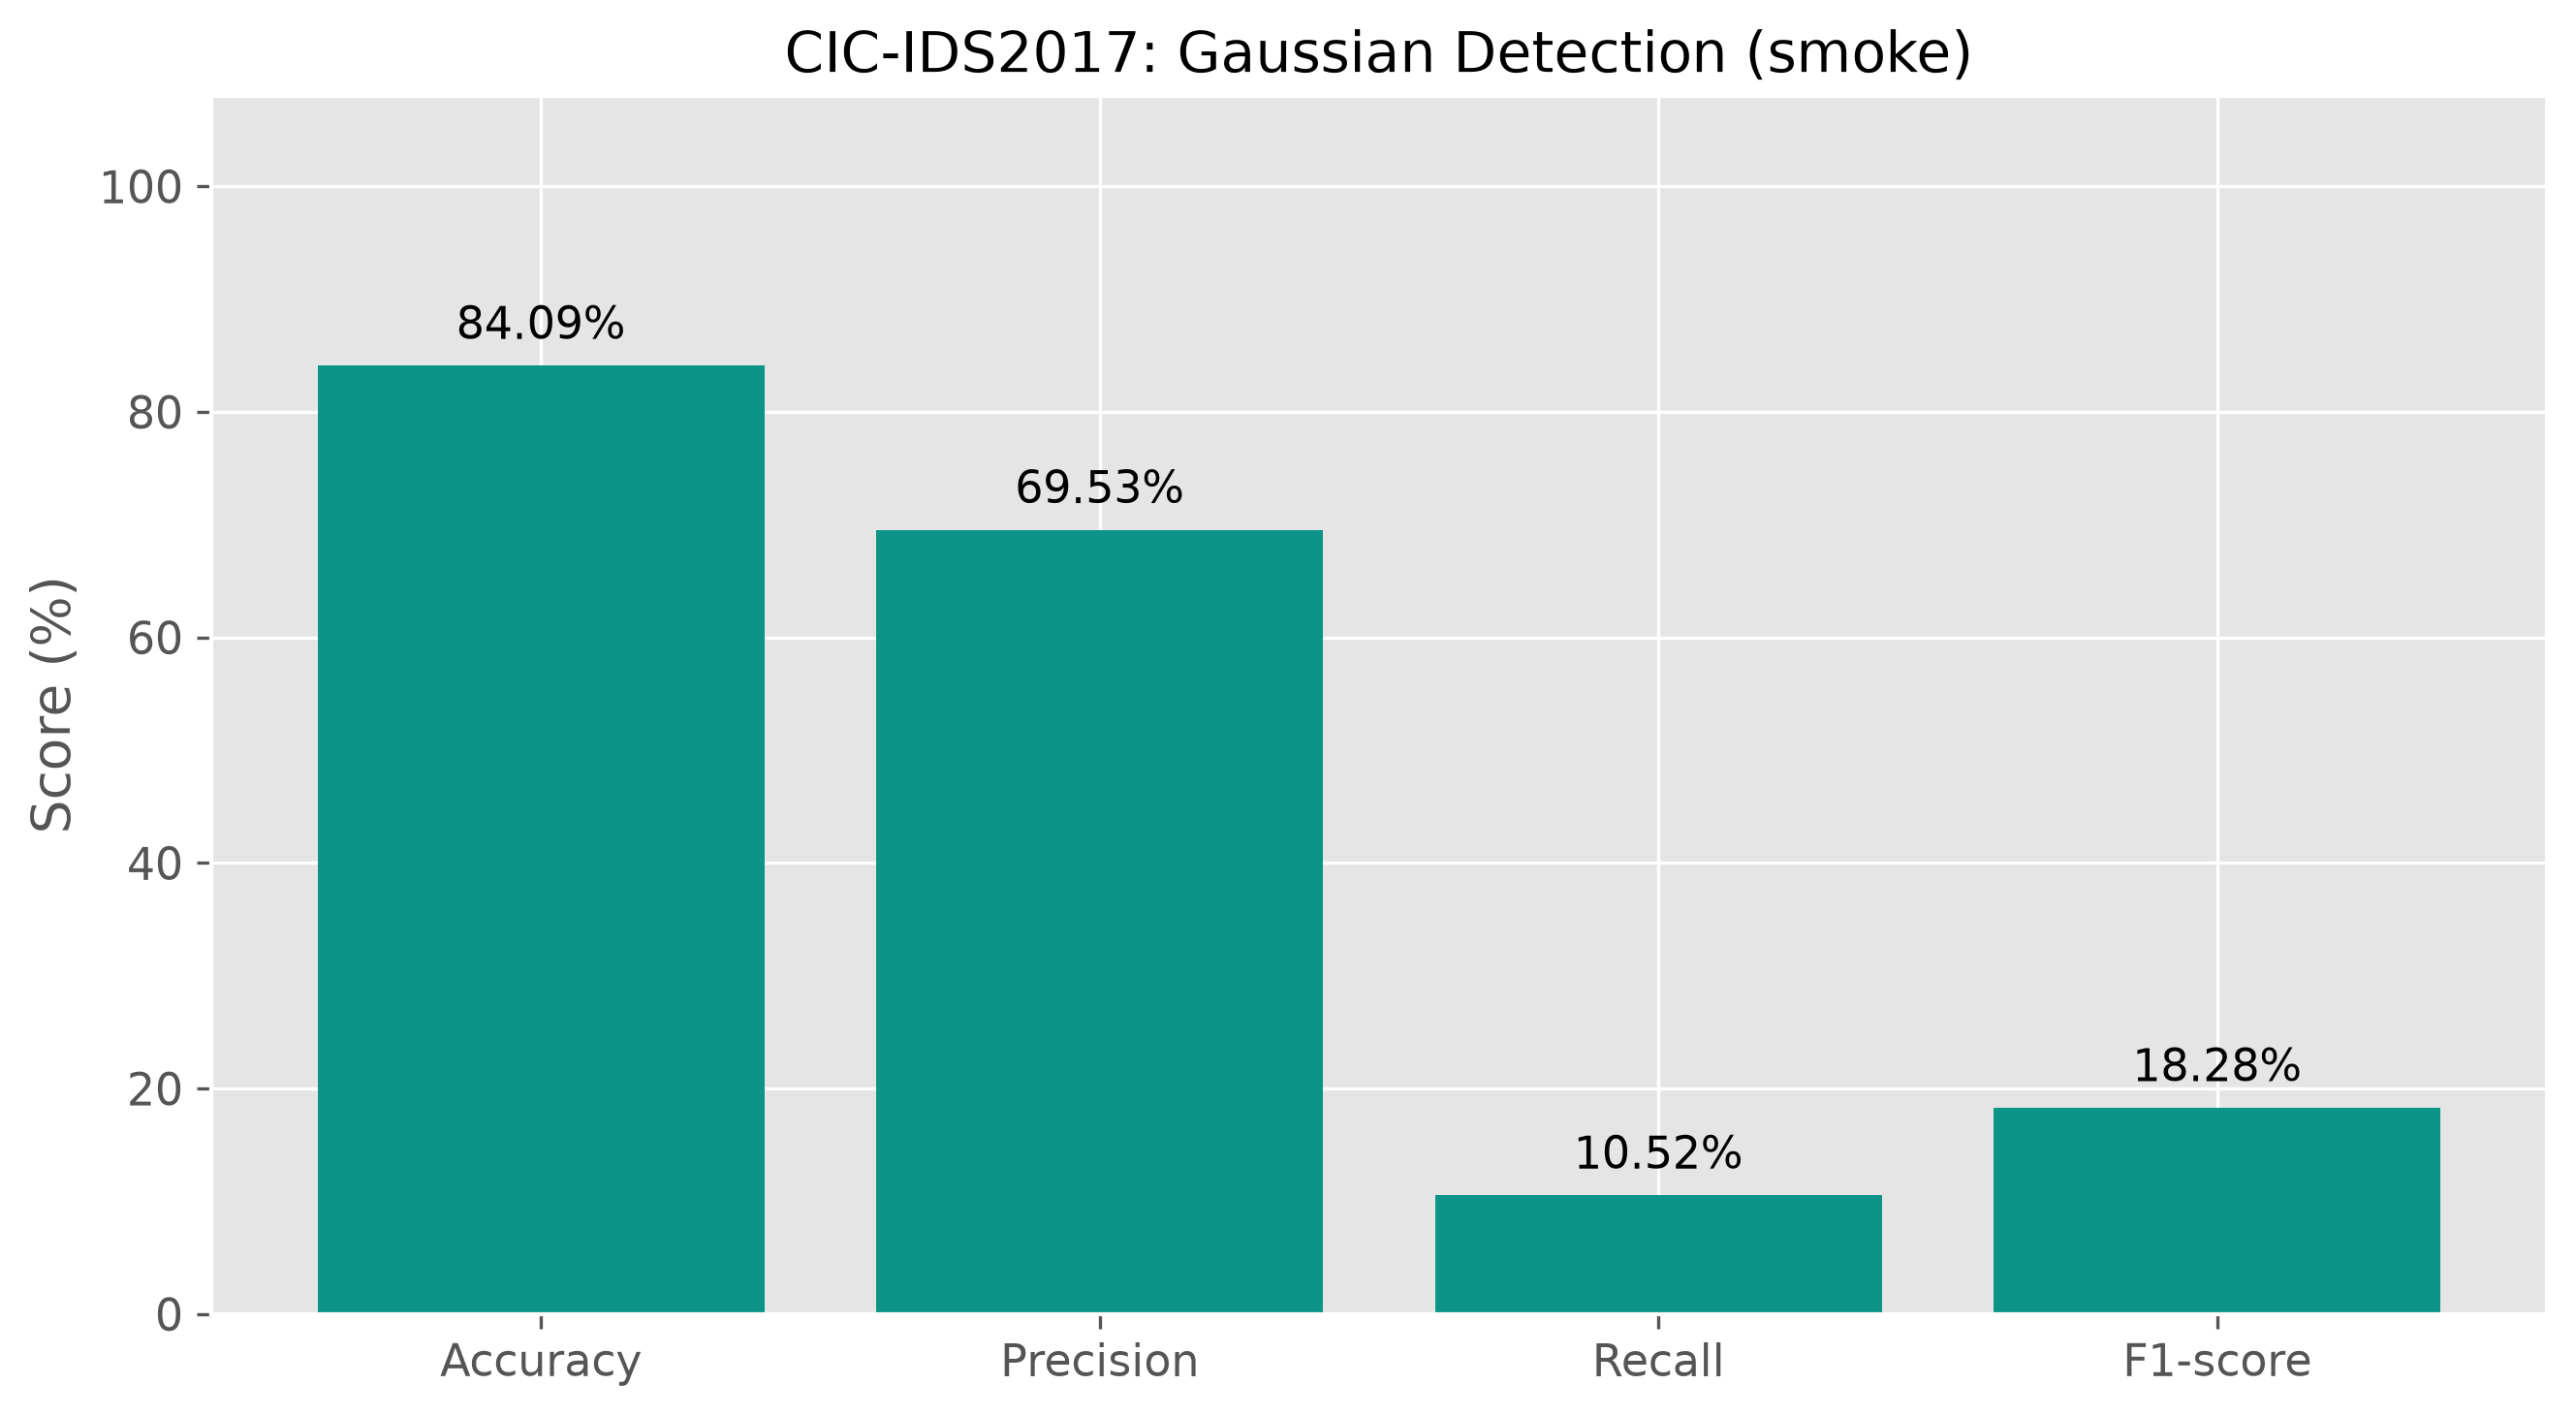 CIC-IDS2017: Gaussian Detection (smoke)
Score (%)
100
80
60
40
20
0
84.09%
69.53%
10.52%
18.28%
Accuracy
Precision
Recall
F1-score